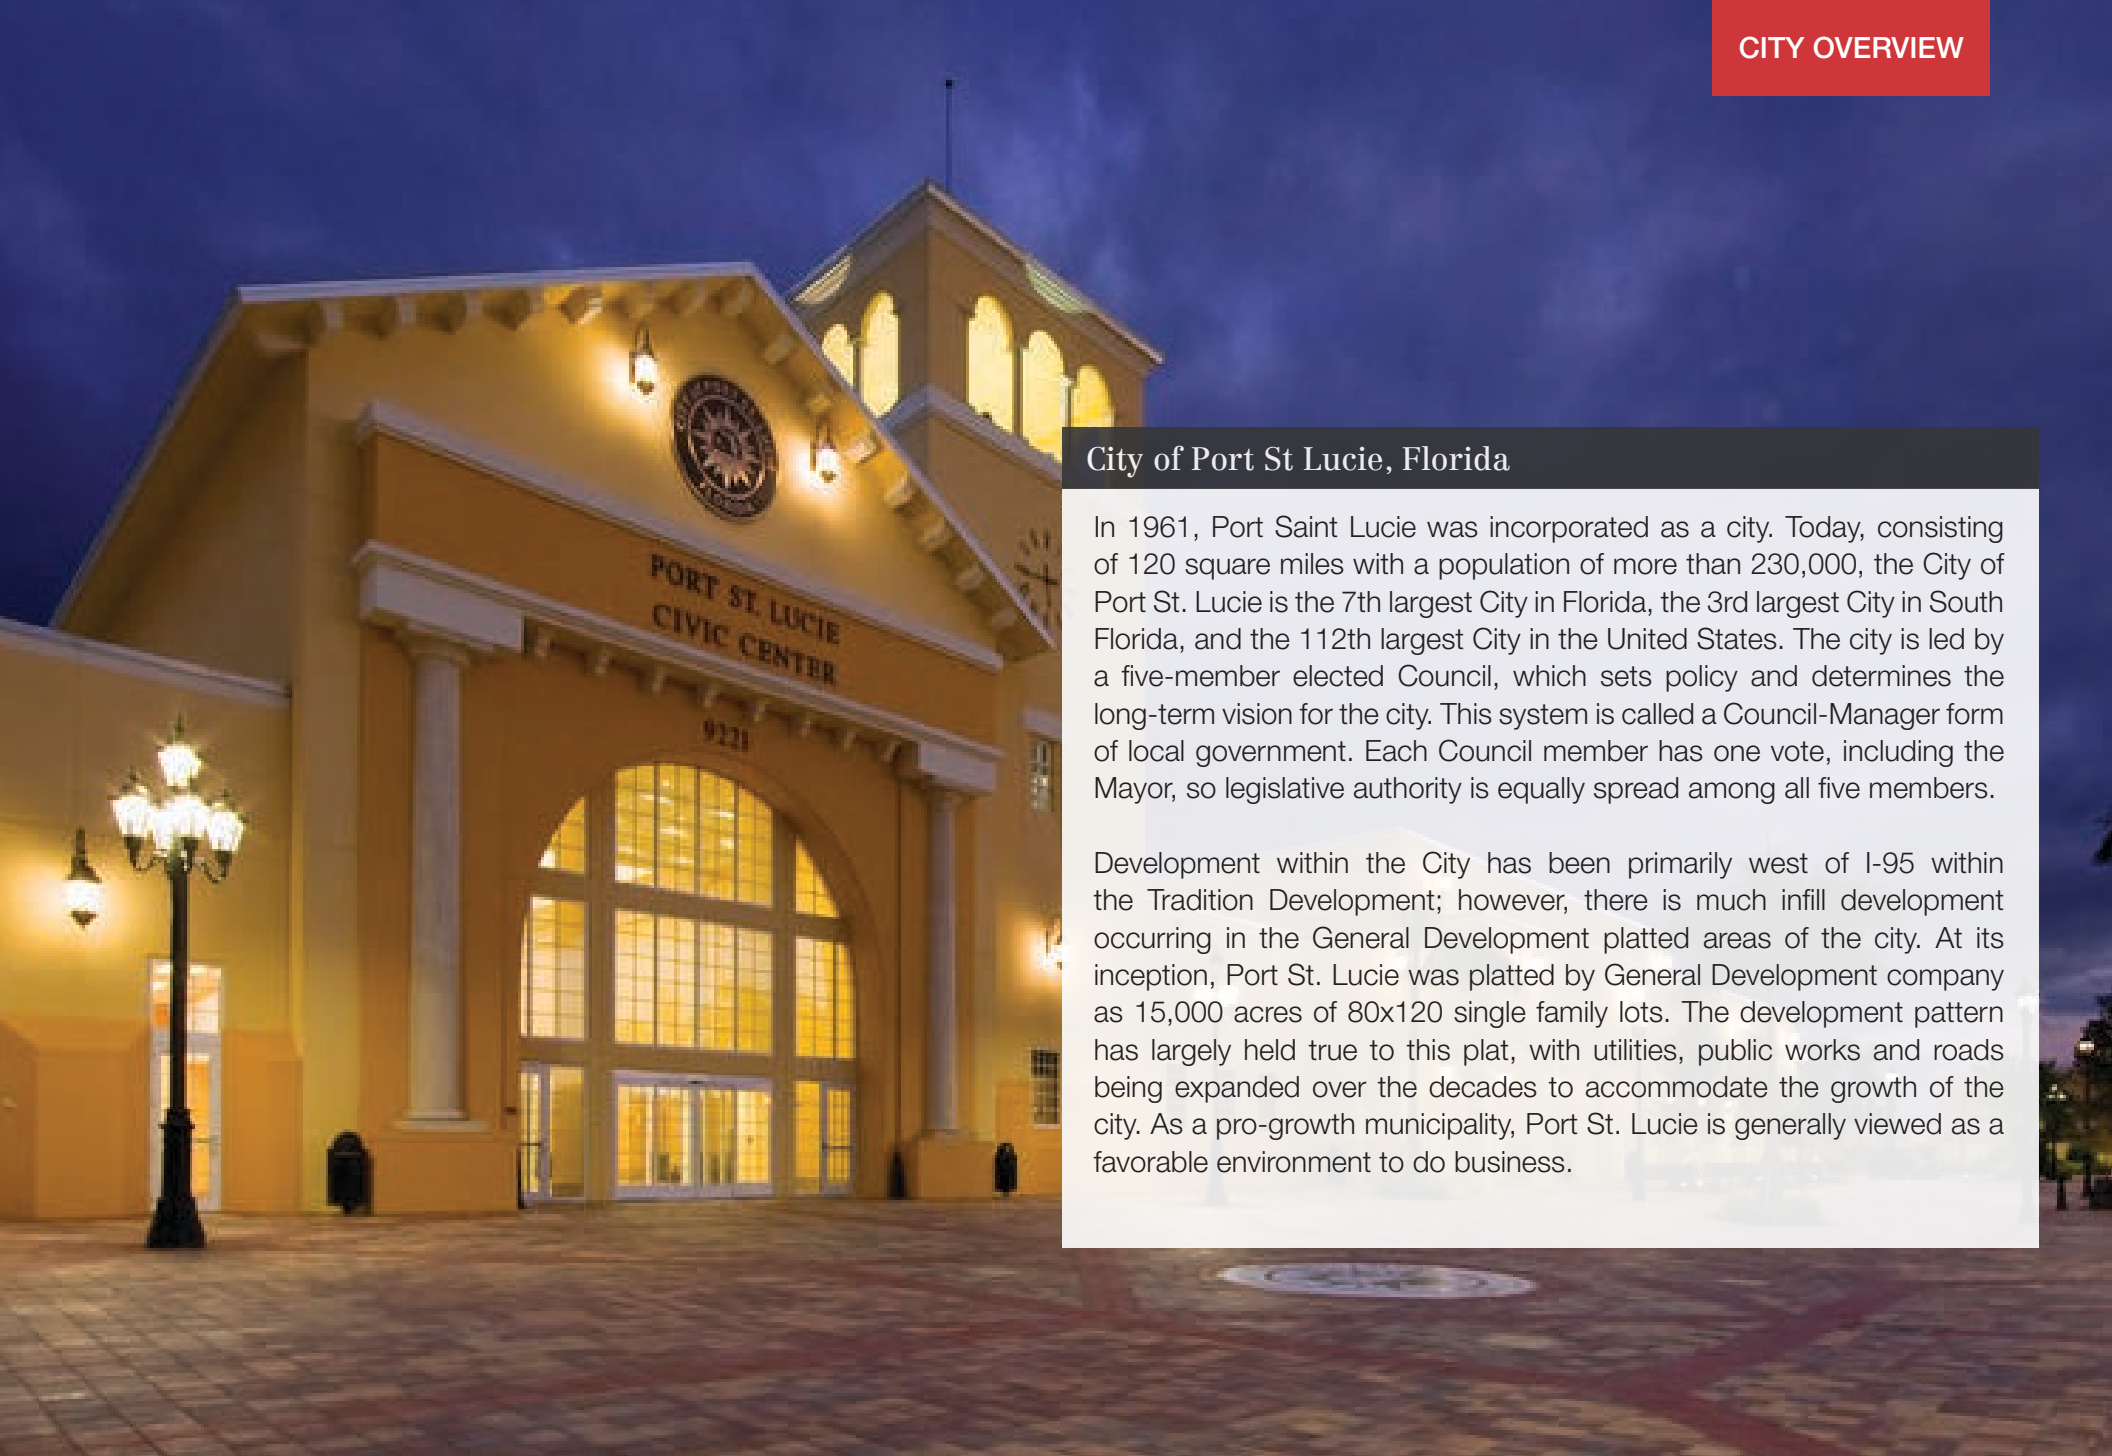 CITY OVERVIEW
PORT ST. LUCIE
CIVIC CENTER
9221
City of Port St Lucie, Florida
In 1961, Port Saint Lucie was incorporated as a city. Today, consisting
of 120 square miles with a population of more than 230,000, the City of
Port St. Lucie is the 7th largest City in Florida, the 3rd largest City in South
Florida, and the 112th largest City in the United States. The city is led by
a five-member elected Council, which sets policy and determines the
long-term vision for the city. This system is called a Council-Manager form
of local government. Each Council member has one vote, including the
Mayor, so legislative authority is equally spread among all five members.
Development within the City has been primarily west of I-95 within
the Tradition Development; however, there is much infill development
occurring in the General Development platted areas of the city. At its
inception, Port St. Lucie was platted by General Development company
as 15,000 acres of 80x120 single family lots. The development pattern
has largely held true to this plat, with utilities, public works and roads
being expanded over the decades to accommodate the growth of the
city. As a pro-growth municipality, Port St. Lucie is generally viewed as a
favorable environment to do business.